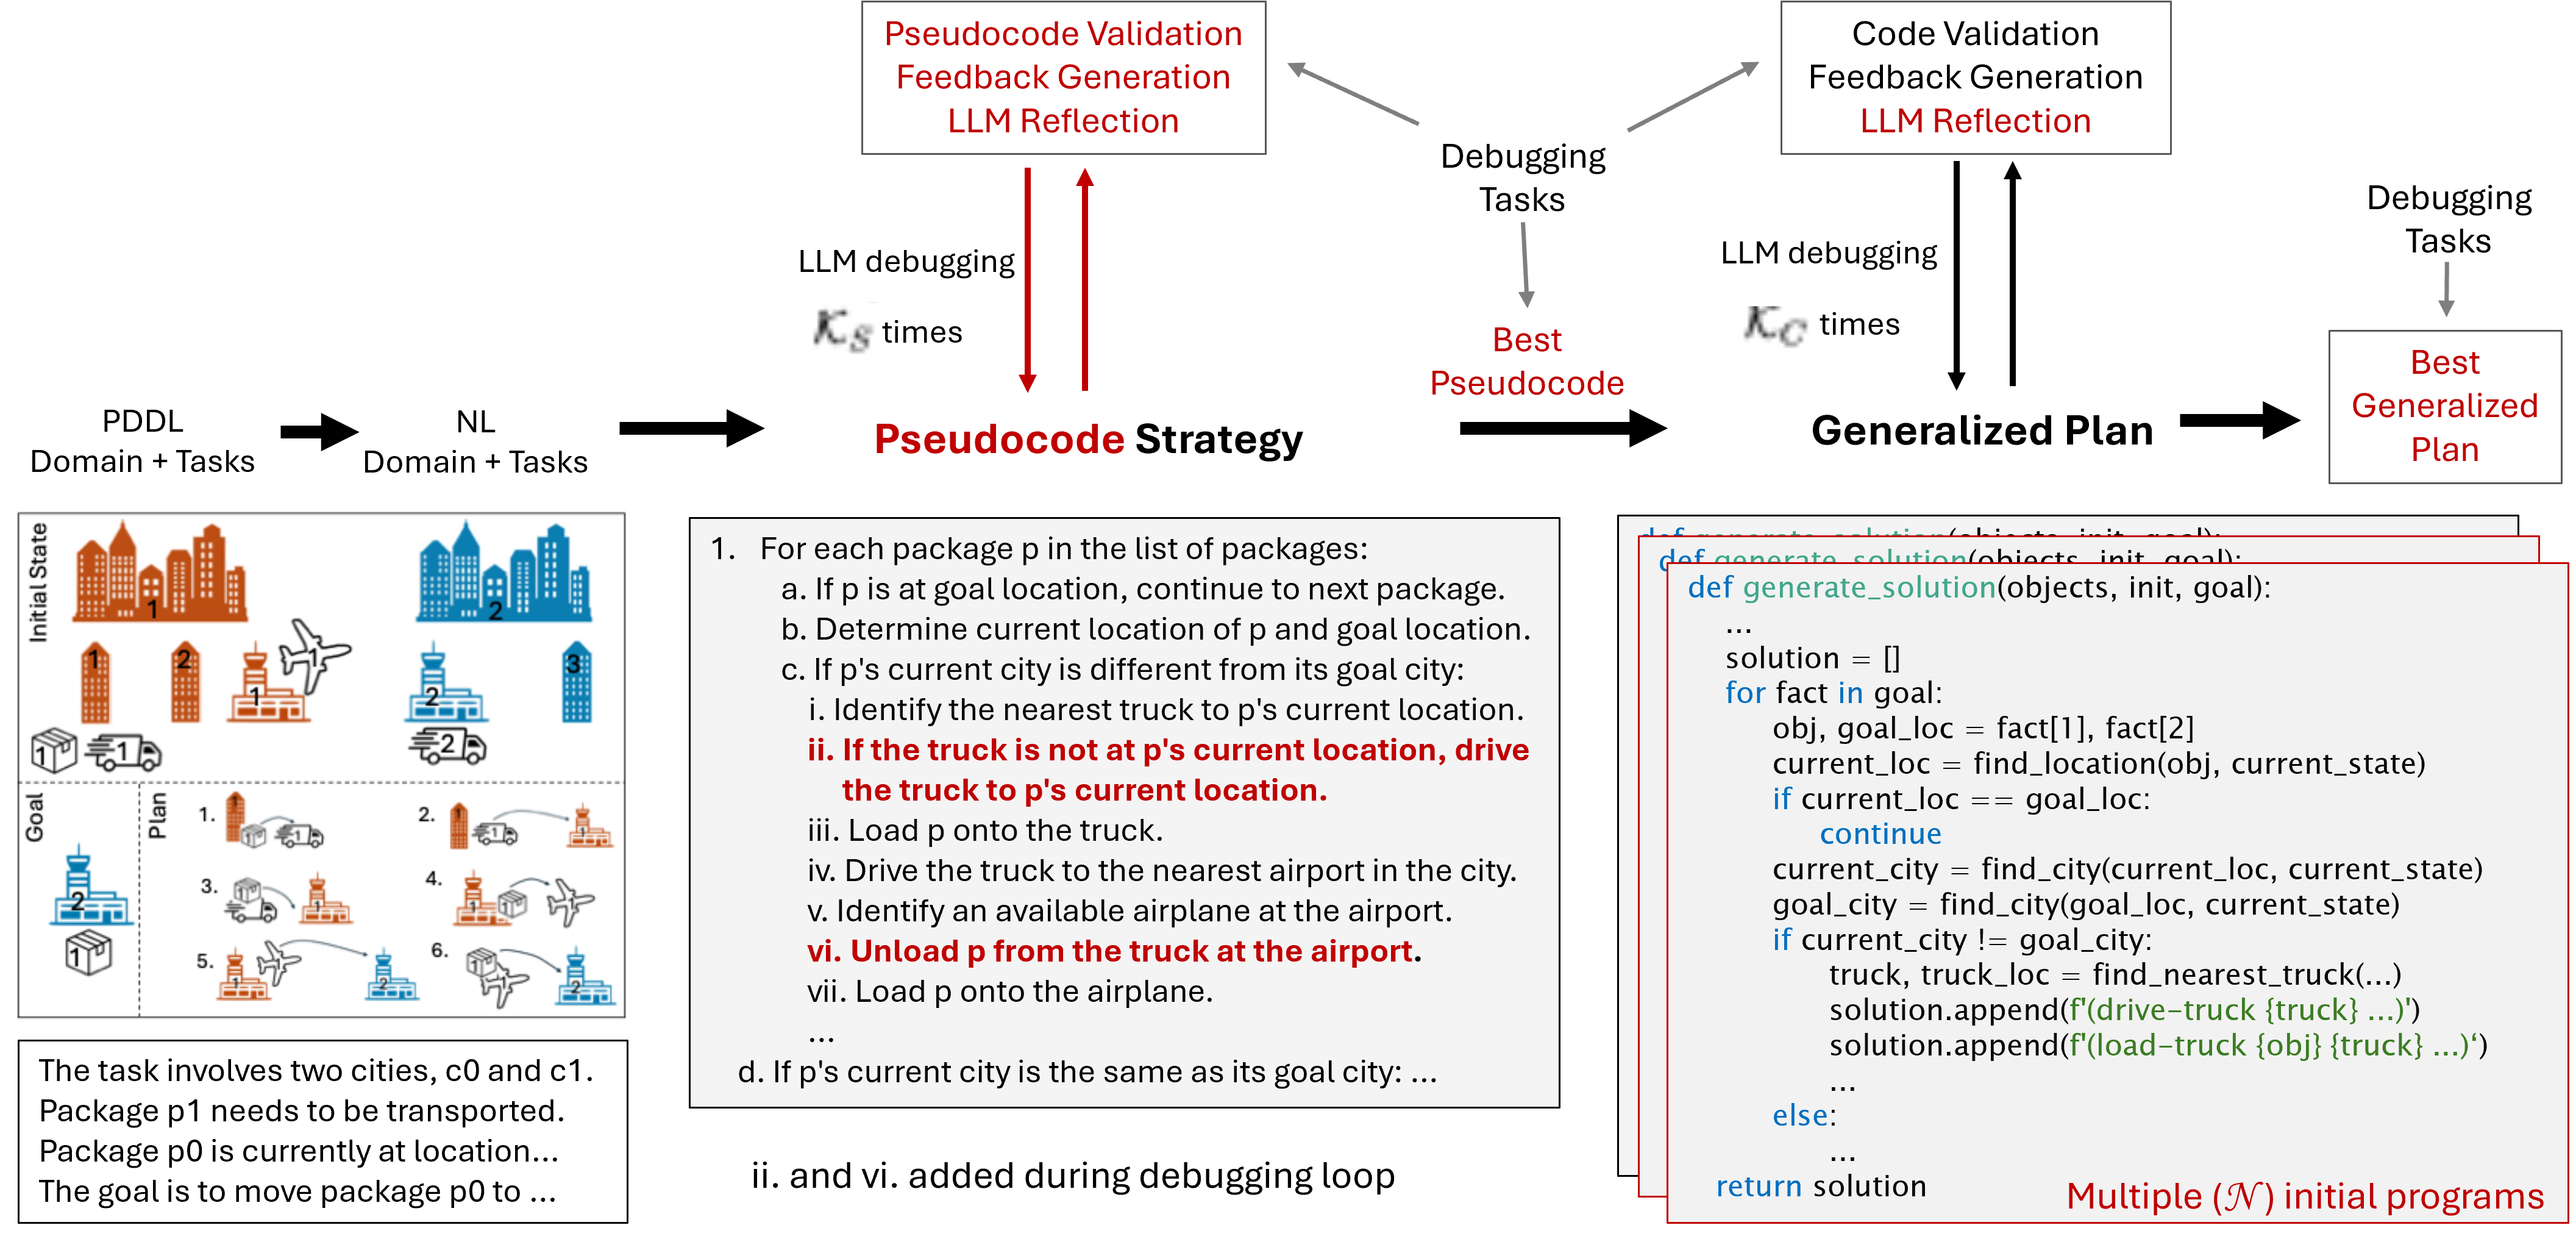 Pseudocode Validation
Feedback Generation
LLM Reflection
Code Validation
Feedback Generation
LLM Reflection
Debugging
Tasks
Debugging
Tasks
LLM debugging
𝒦_S times
LLM debugging
𝒦_C times
Best
Pseudocode
Best
Generalized
Plan
PDDL
Domain + Tasks
NL
Domain + Tasks
Pseudocode Strategy
Generalized Plan
Initial State
1
2
1
2
1
1
2
3
1
1
2
Goal
2
1
Plan
1.
2.
3.
4.
5.
6.
The task involves two cities, c0 and c1.
Package p1 needs to be transported.
Package p0 is currently at location...
The goal is to move package p0 to ...
1. For each package p in the list of packages:
a. If p is at goal location, continue to next package.
b. Determine current location of p and goal location.
c. If p's current city is different from its goal city:
i. Identify the nearest truck to p's current location.
ii. If the truck is not at p's current location, drive
the truck to p's current location.
iii. Load p onto the truck.
iv. Drive the truck to the nearest airport in the city.
v. Identify an available airplane at the airport.
vi. Unload p from the truck at the airport.
vii. Load p onto the airplane.
...
d. If p's current city is the same as its goal city: ...
ii. and vi. added during debugging loop
def generate_solution(objects, init, goal):
def generate_solution(objects, init, goal):
def generate_solution(objects, init, goal):
...
solution = []
for fact in goal:
obj, goal_loc = fact[1], fact[2]
current_loc = find_location(obj, current_state)
if current_loc == goal_loc:
continue
current_city = find_city(current_loc, current_state)
goal_city = find_city(goal_loc, current_state)
if current_city != goal_city:
truck, truck_loc = find_nearest_truck(...)
solution.append(f'(drive-truck {truck} ...)')
solution.append(f'(load-truck {obj} {truck} ...)‘)
...
else:
...
return solution
Multiple (𝒩) initial programs